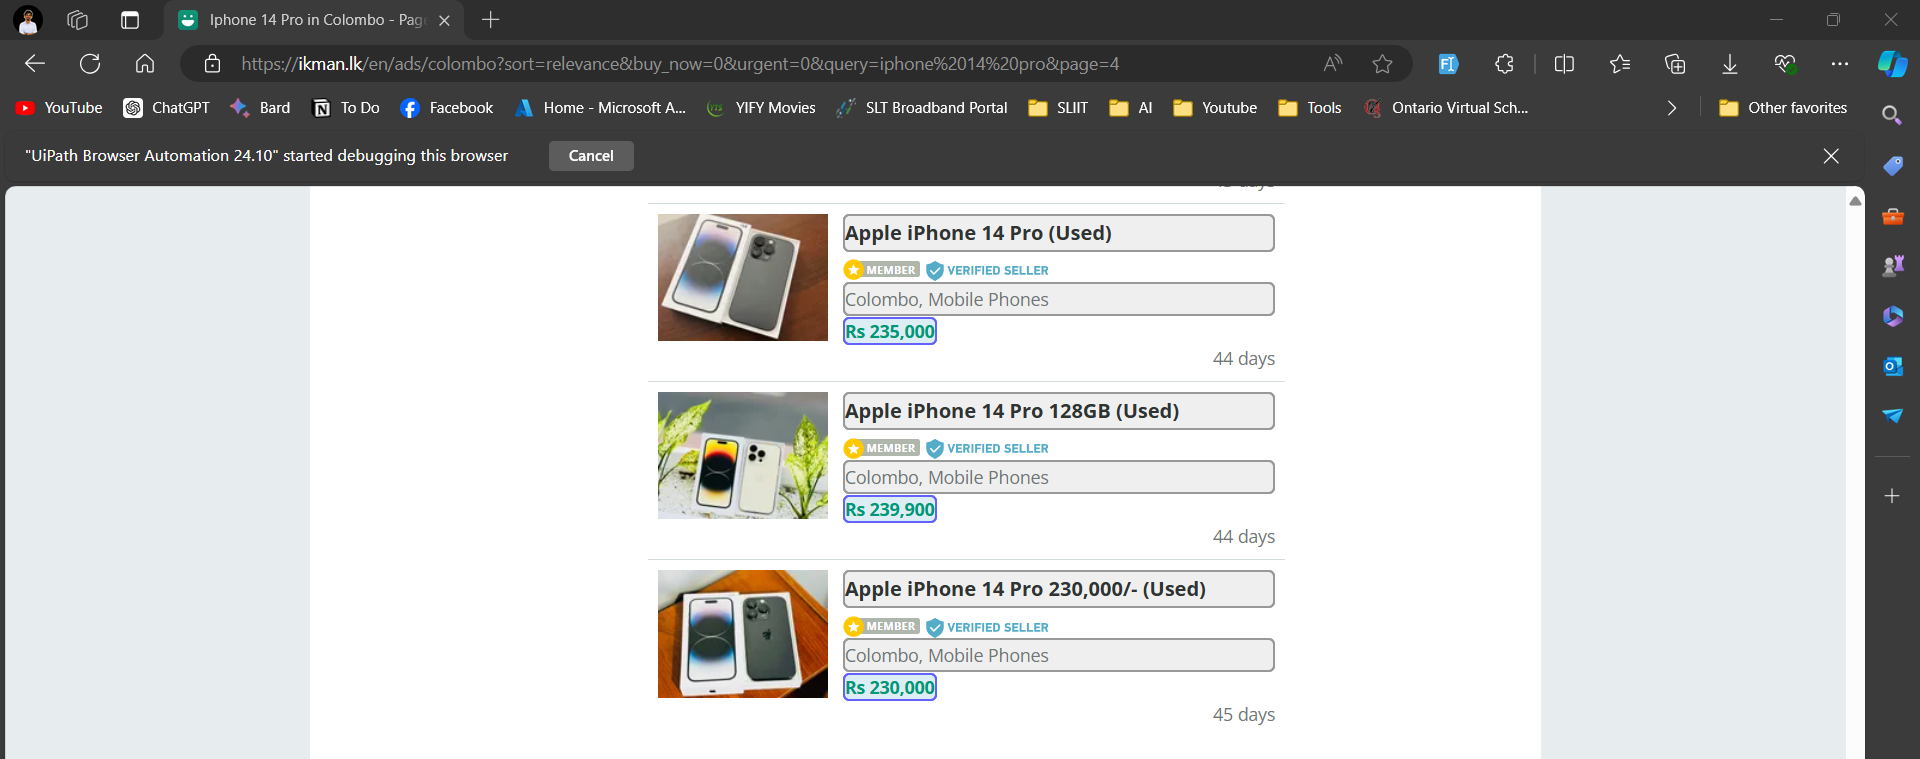 Iphone 14 Pro in Colombo - Pag
https://ikman.lk/en/ads/colombo?sort=relevance&buy_now=0&urgent=0&query=iphone%2014%20pro&page=4
YouTube ChatGPT Bard To Do Facebook Home - Microsoft A... YIFY Movies SLT Broadband Portal SLIIT AI Youtube Tools Ontario Virtual Sch... Other favorites
"UiPath Browser Automation 24.10" started debugging this browser Cancel
Apple iPhone 14 Pro (Used)
MEMBER VERIFIED SELLER
Colombo, Mobile Phones
Rs 235,000
44 days
Apple iPhone 14 Pro 128GB (Used)
MEMBER VERIFIED SELLER
Colombo, Mobile Phones
Rs 239,900
44 days
Apple iPhone 14 Pro 230,000/- (Used)
MEMBER VERIFIED SELLER
Colombo, Mobile Phones
Rs 230,000
45 days